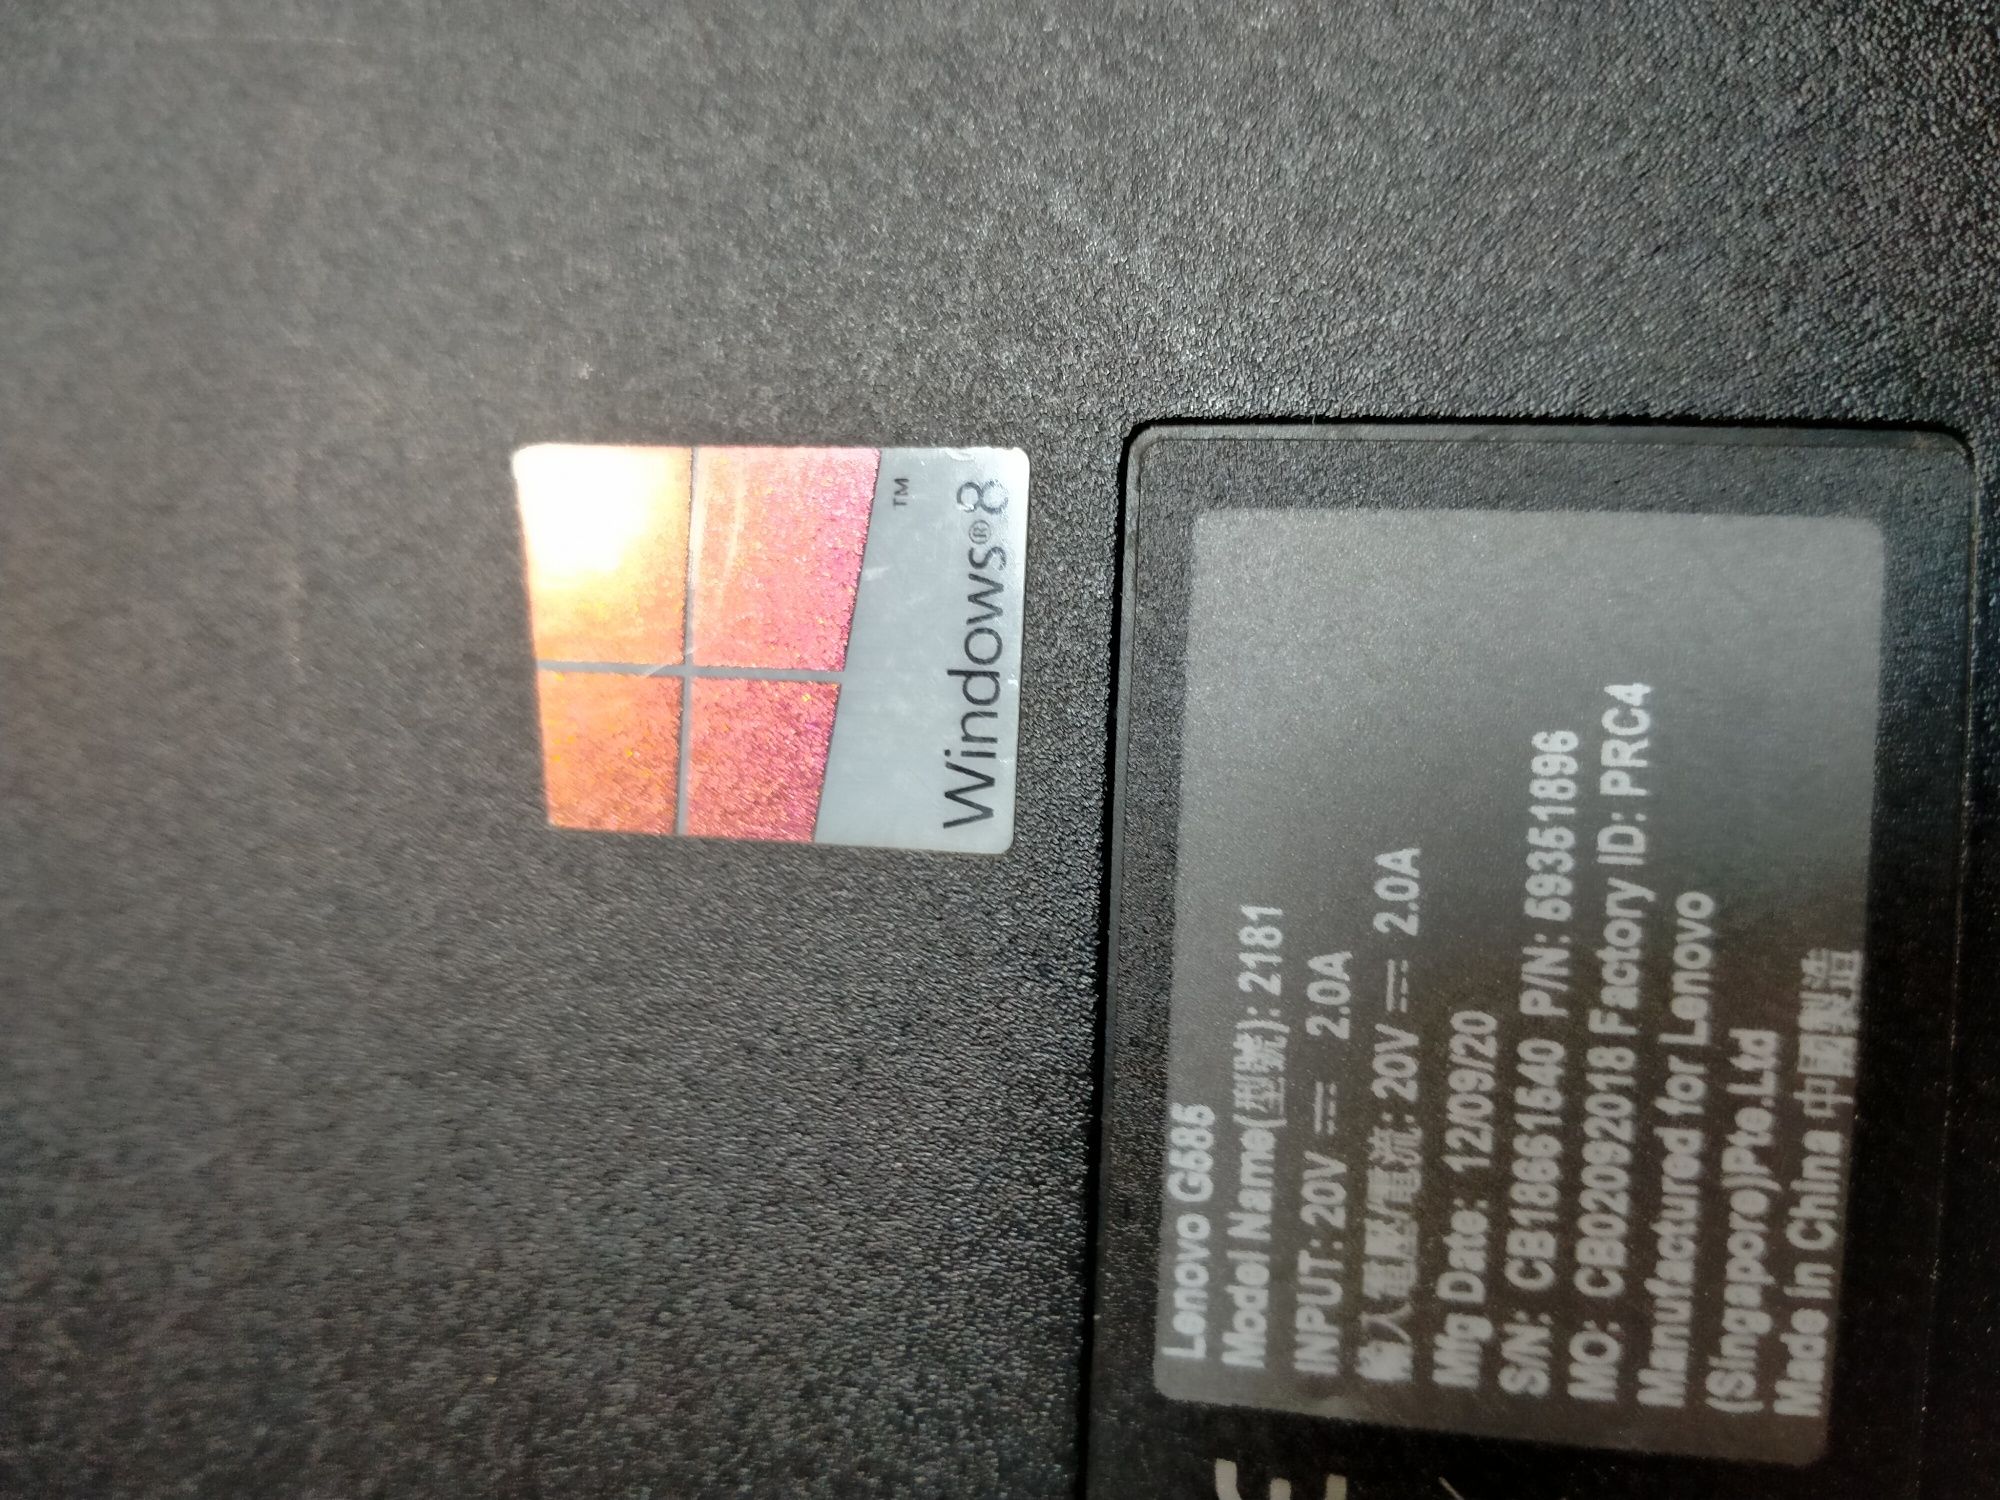 Windows®8
™
Lenovo G585
Model Name(型號): 2181
INPUT: 20V ⎓ 2.0A
輸入電壓/電流: 20V ⎓ 2.0A
Mfg Date: 12/09/20
S/N: CB18661540 P/N: 59351896
MO: CB02092018 Factory ID: PRC4
Manufactured for Lenovo
(Singapore)Pte.Ltd
Made in China 中國製造